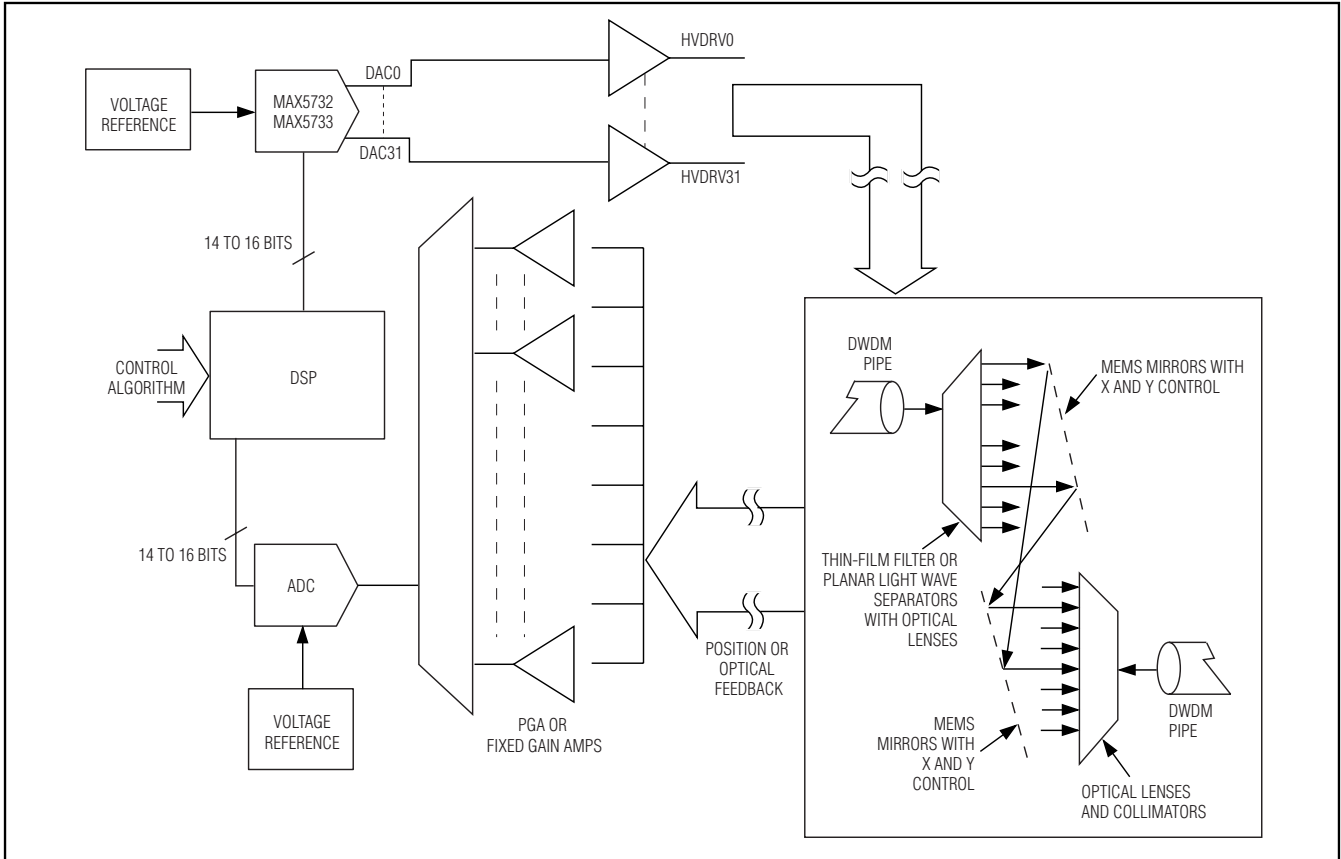 VOLTAGE
REFERENCE
MAX5732
MAX5733
DAC0
DAC31
HVDRV0
HVDRV31
14 TO 16 BITS
CONTROL
ALGORITHM
DSP
14 TO 16 BITS
ADC
VOLTAGE
REFERENCE
PGA OR
FIXED GAIN AMPS
POSITION OR
OPTICAL
FEEDBACK
DWDM
PIPE
MEMS MIRRORS WITH
X AND Y CONTROL
THIN-FILM FILTER OR
PLANAR LIGHT WAVE
SEPARATORS
WITH OPTICAL
LENSES
MEMS
MIRRORS WITH
X AND Y
CONTROL
DWDM
PIPE
OPTICAL LENSES
AND COLLIMATORS